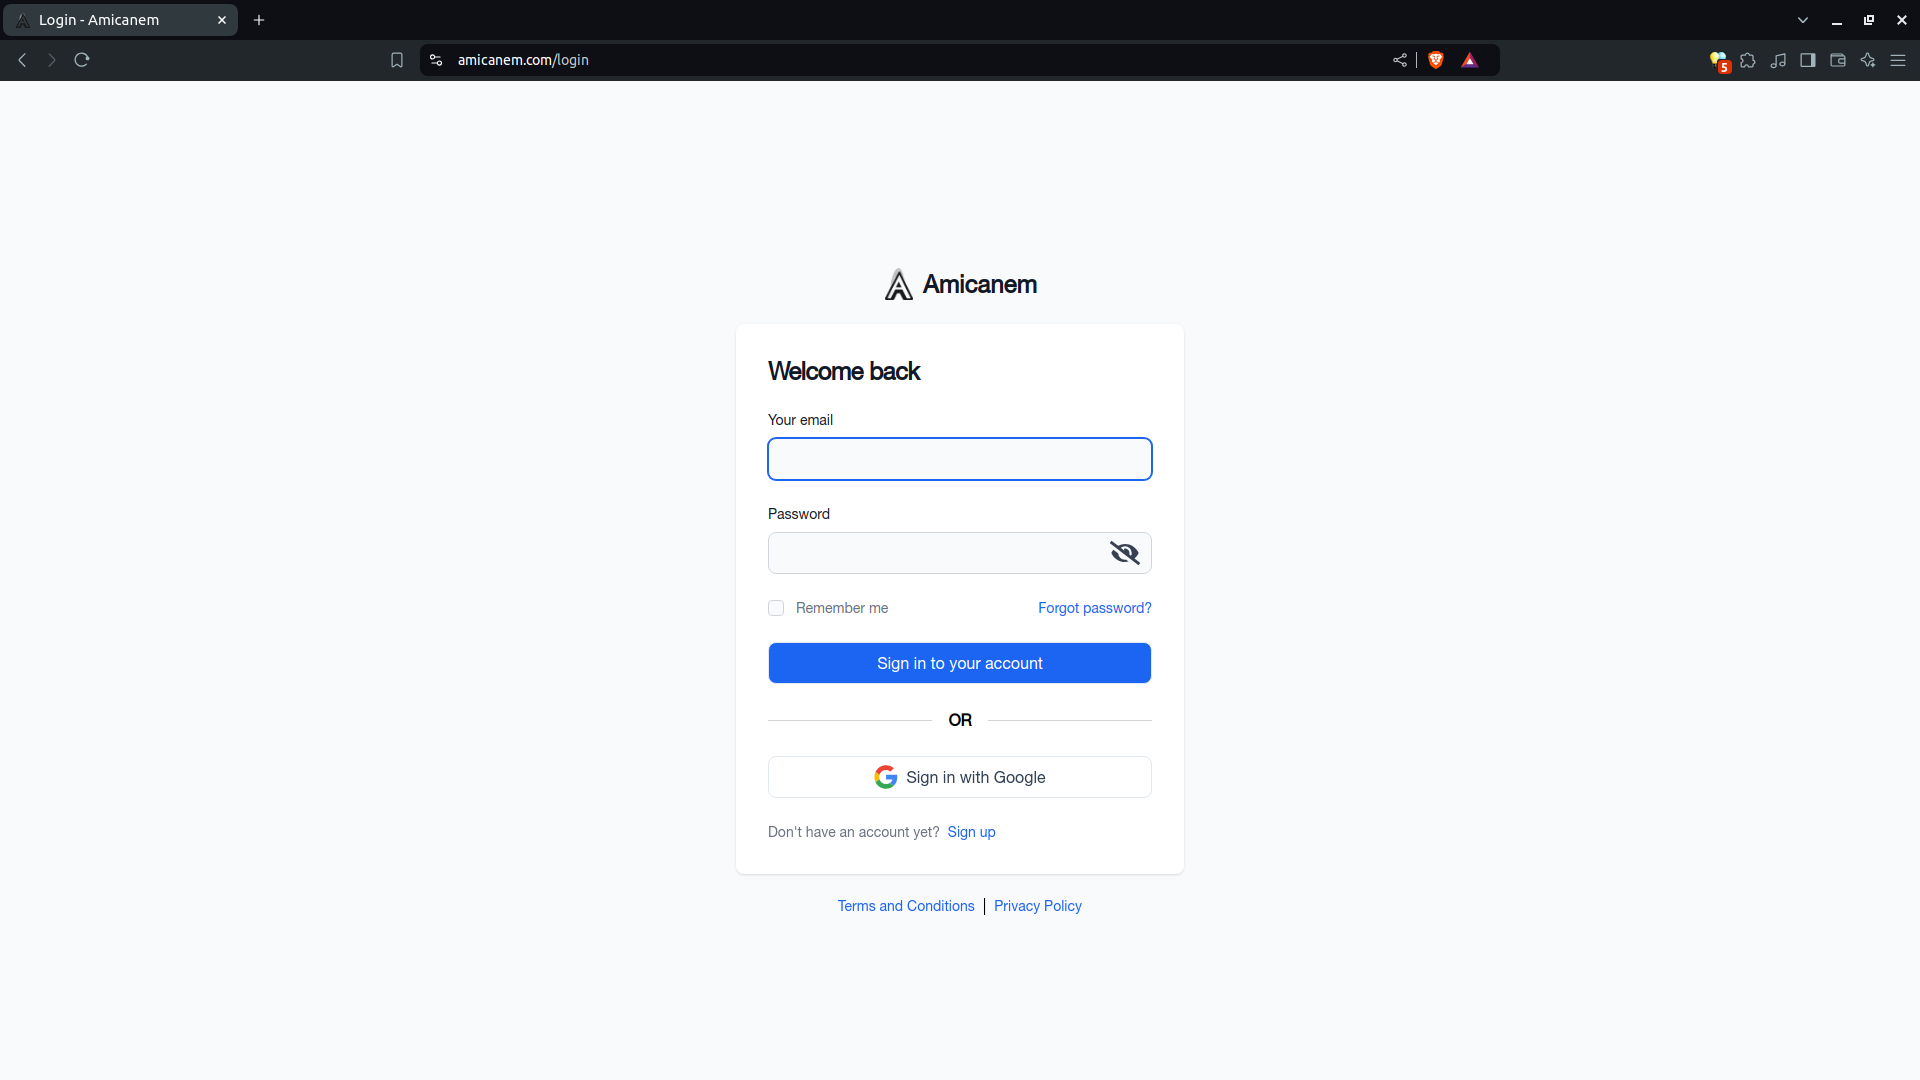 Login - Amicanem
amicanem.com/login
5
Amicanem
Welcome back
Your email
Password
Remember me
Forgot password?
Sign in to your account
OR
Sign in with Google
Don't have an account yet? Sign up
Terms and Conditions | Privacy Policy